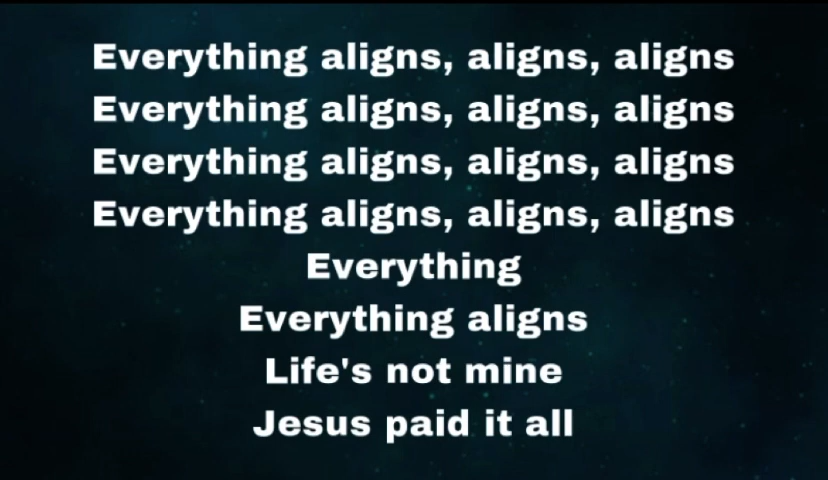 Everything aligns, aligns, aligns
Everything aligns, aligns, aligns
Everything aligns, aligns, aligns
Everything aligns, aligns, aligns
Everything
Everything aligns
Life's not mine
Jesus paid it all